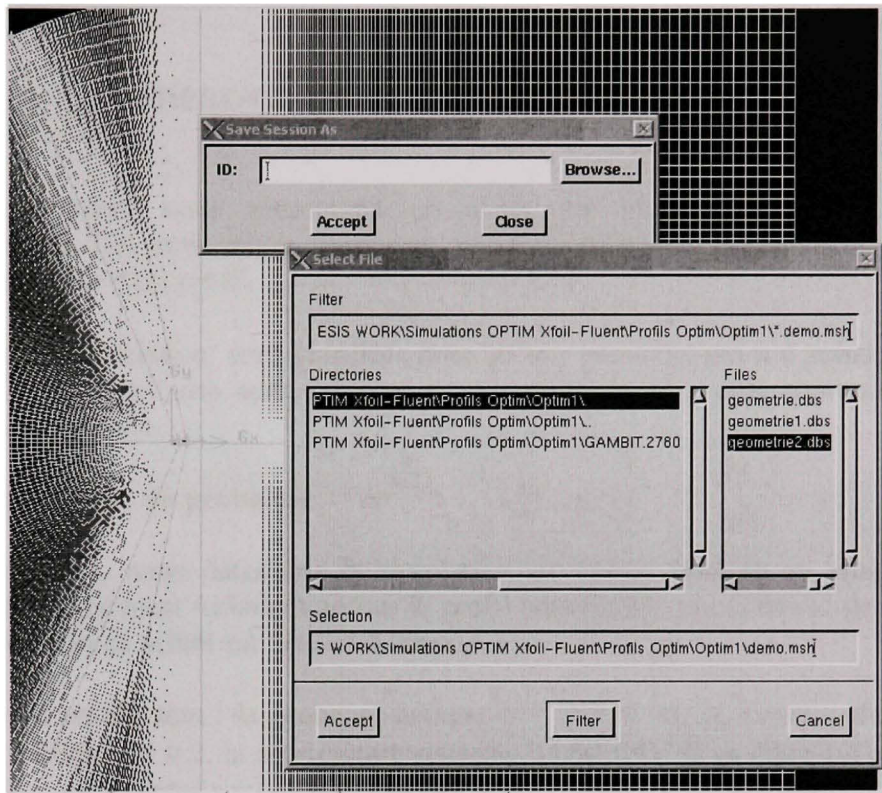 Save Session As
ID:
Browse...
Accept
Close
Select File
Filter
ESIS WORK\Simulations OPTIM Xfoil-Fluent\Profils Optim\Optim1\*.demo.msh
Directories
Files
PTIM Xfoil-Fluent\Profils Optim\Optim1\.
PTIM Xfoil-Fluent\Profils Optim\Optim1\..
PTIM Xfoil-Fluent\Profils Optim\Optim1\GAMBIT.2780
geometrie.dbs
geometrie1.dbs
geometrie2.dbs
Selection
S WORK\Simulations OPTIM Xfoil-Fluent\Profils Optim\Optim1\demo.msh
Accept
Filter
Cancel
Gy
Gx